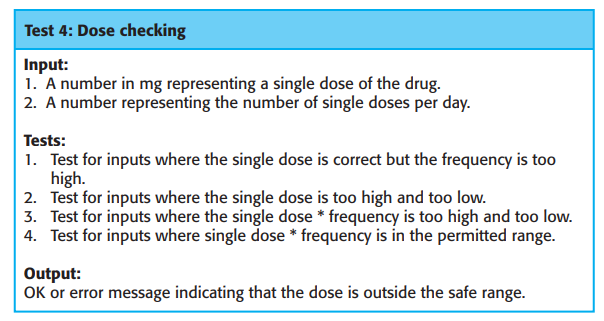 Test 4: Dose checking
Input:
1. A number in mg representing a single dose of the drug.
2. A number representing the number of single doses per day.
Tests:
1. Test for inputs where the single dose is correct but the frequency is too
high.
2. Test for inputs where the single dose is too high and too low.
3. Test for inputs where the single dose * frequency is too high and too low.
4. Test for inputs where single dose * frequency is in the permitted range.
Output:
OK or error message indicating that the dose is outside the safe range.